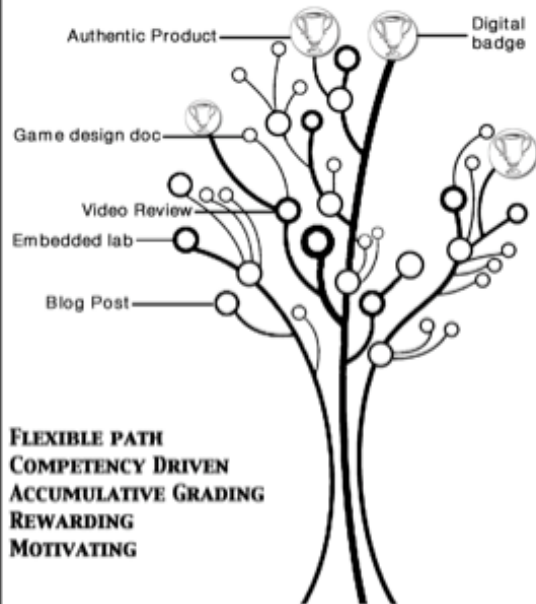 Authentic Product
Digital
badge
Game design doc
Video Review
Embedded lab
Blog Post
FLEXIBLE PATH
COMPETENCY DRIVEN
ACCUMULATIVE GRADING
REWARDING
MOTIVATING